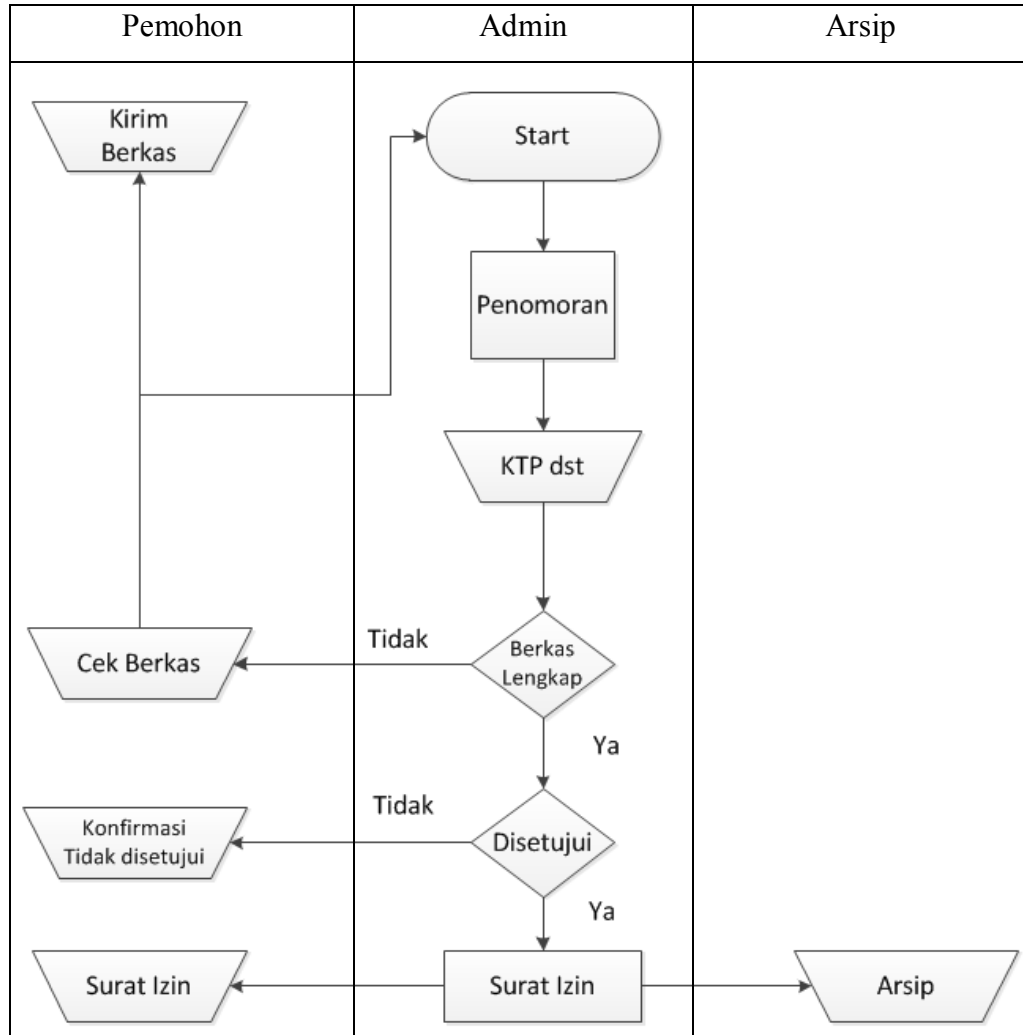 Pemohon
Admin
Arsip
Kirim
Berkas
Start
Penomoran
KTP dst
Cek Berkas
Tidak
Berkas
Lengkap
Ya
Konfirmasi
Tidak disetujui
Tidak
Disetujui
Ya
Surat Izin
Surat Izin
Arsip